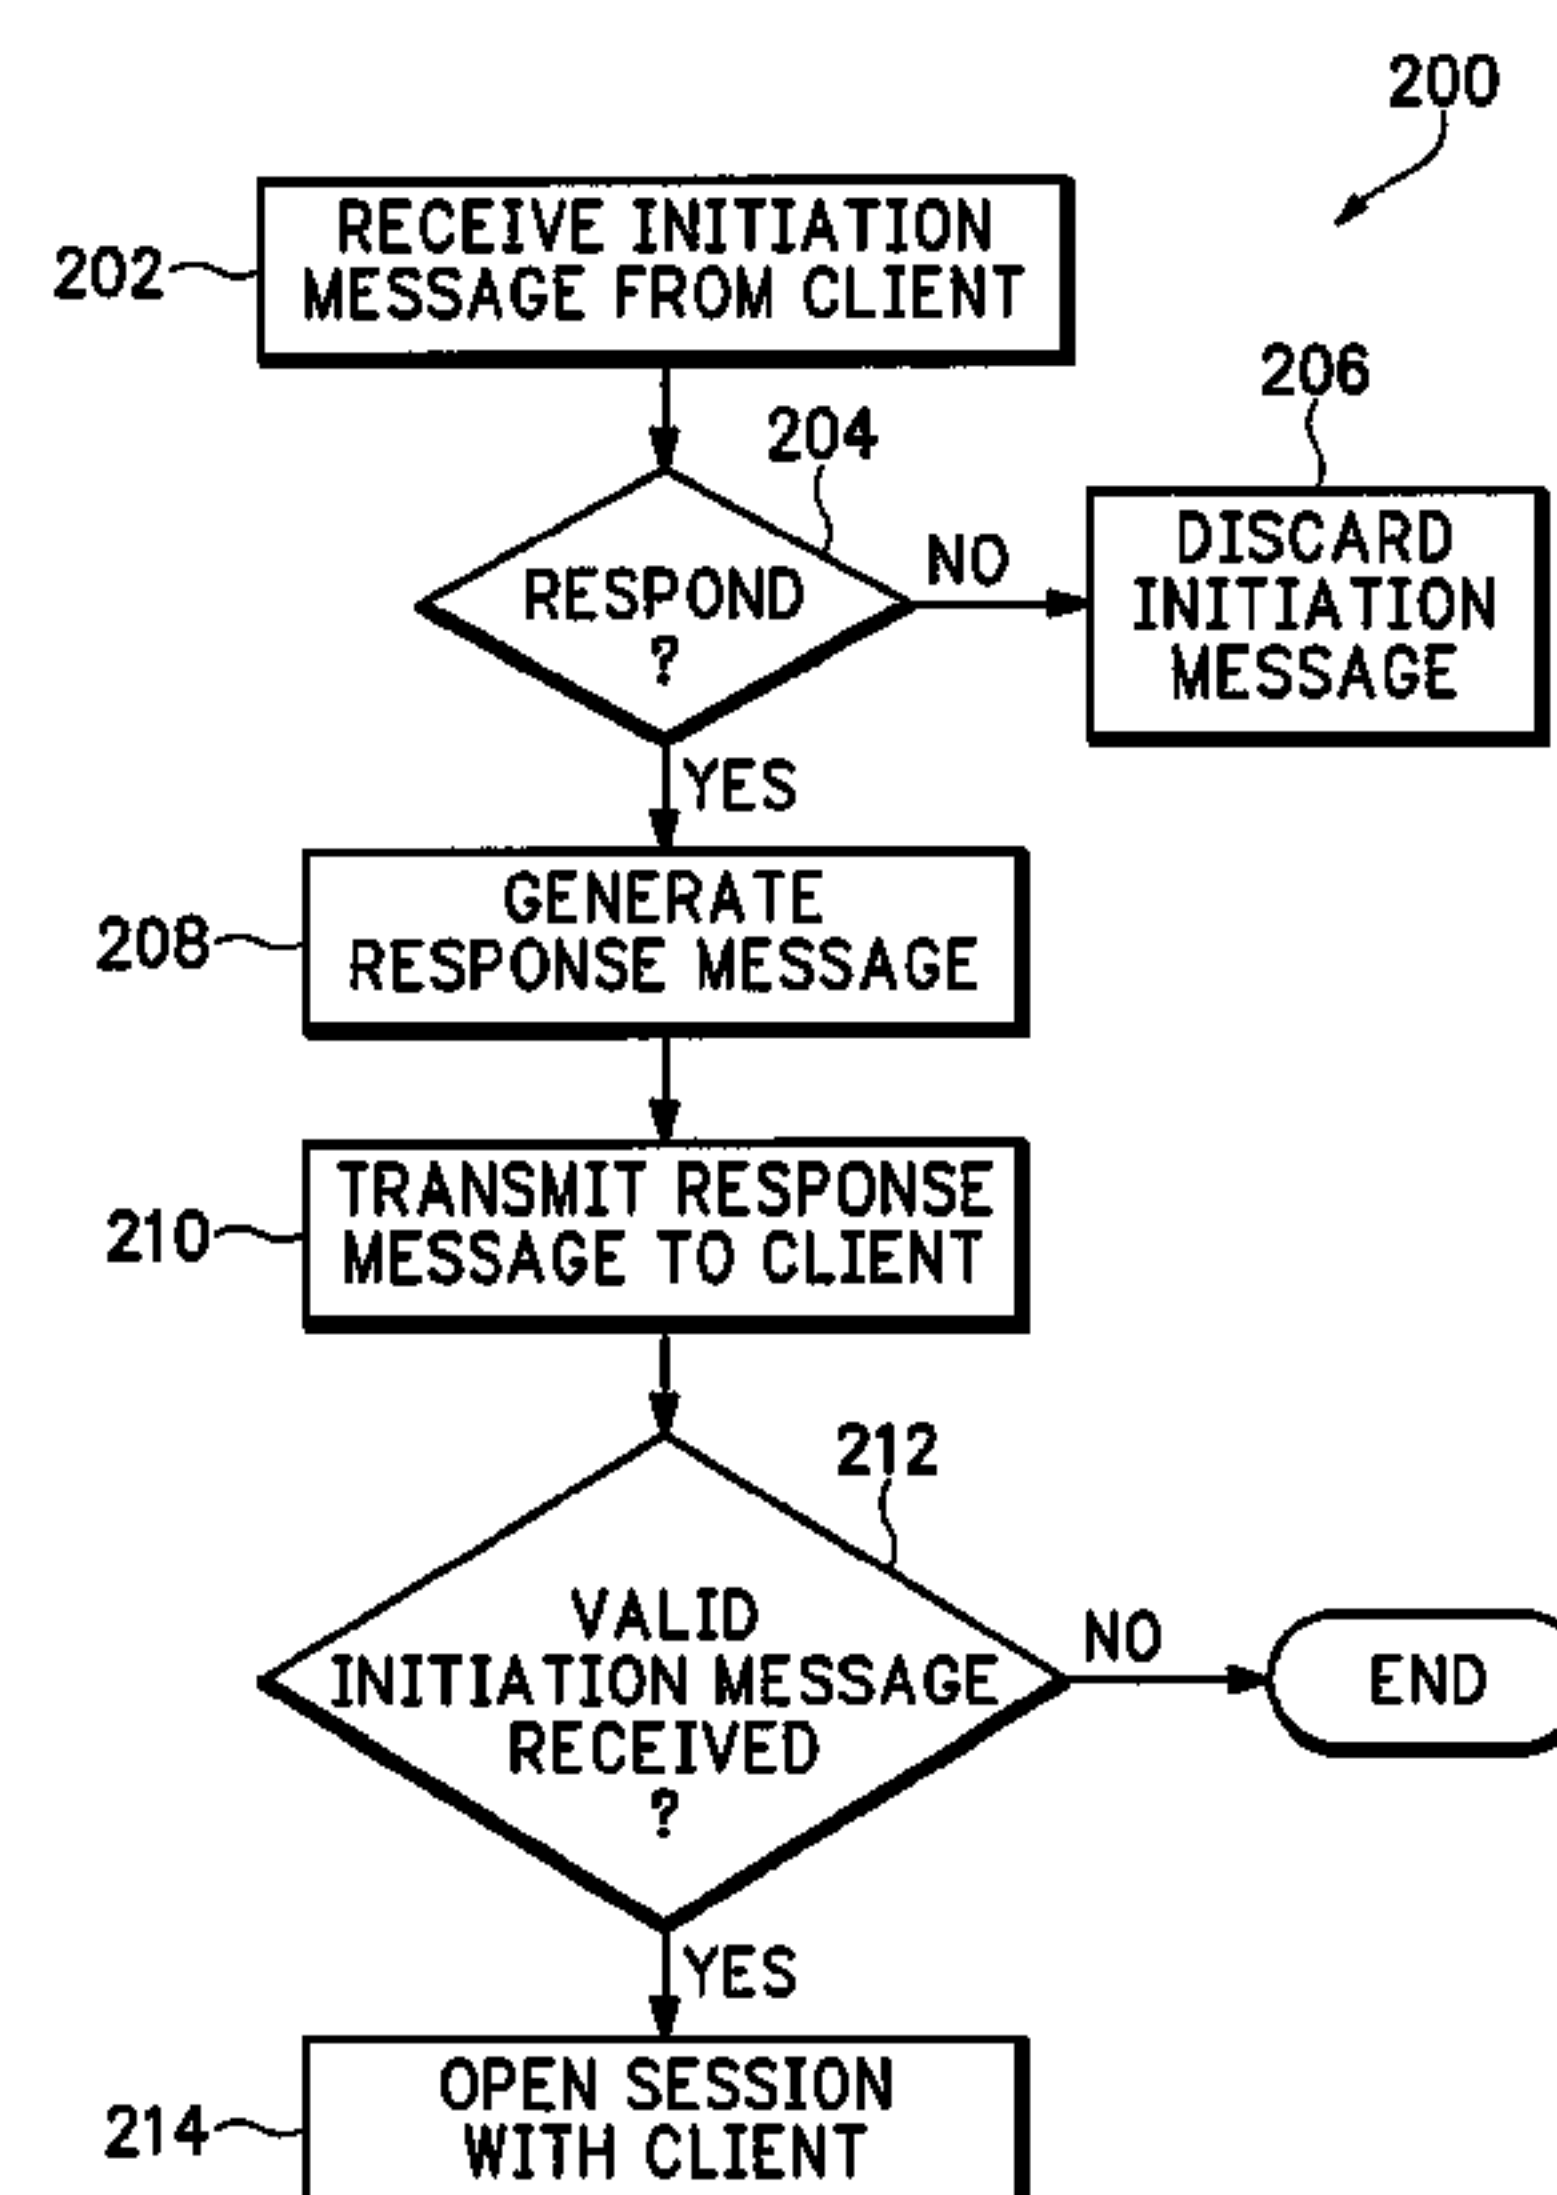 200
202
RECEIVE INITIATION
MESSAGE FROM CLIENT
204
206
RESPOND
?
NO
DISCARD
INITIATION
MESSAGE
YES
208
GENERATE
RESPONSE MESSAGE
210
TRANSMIT RESPONSE
MESSAGE TO CLIENT
212
VALID
INITIATION MESSAGE
RECEIVED
?
NO
END
YES
214
OPEN SESSION
WITH CLIENT